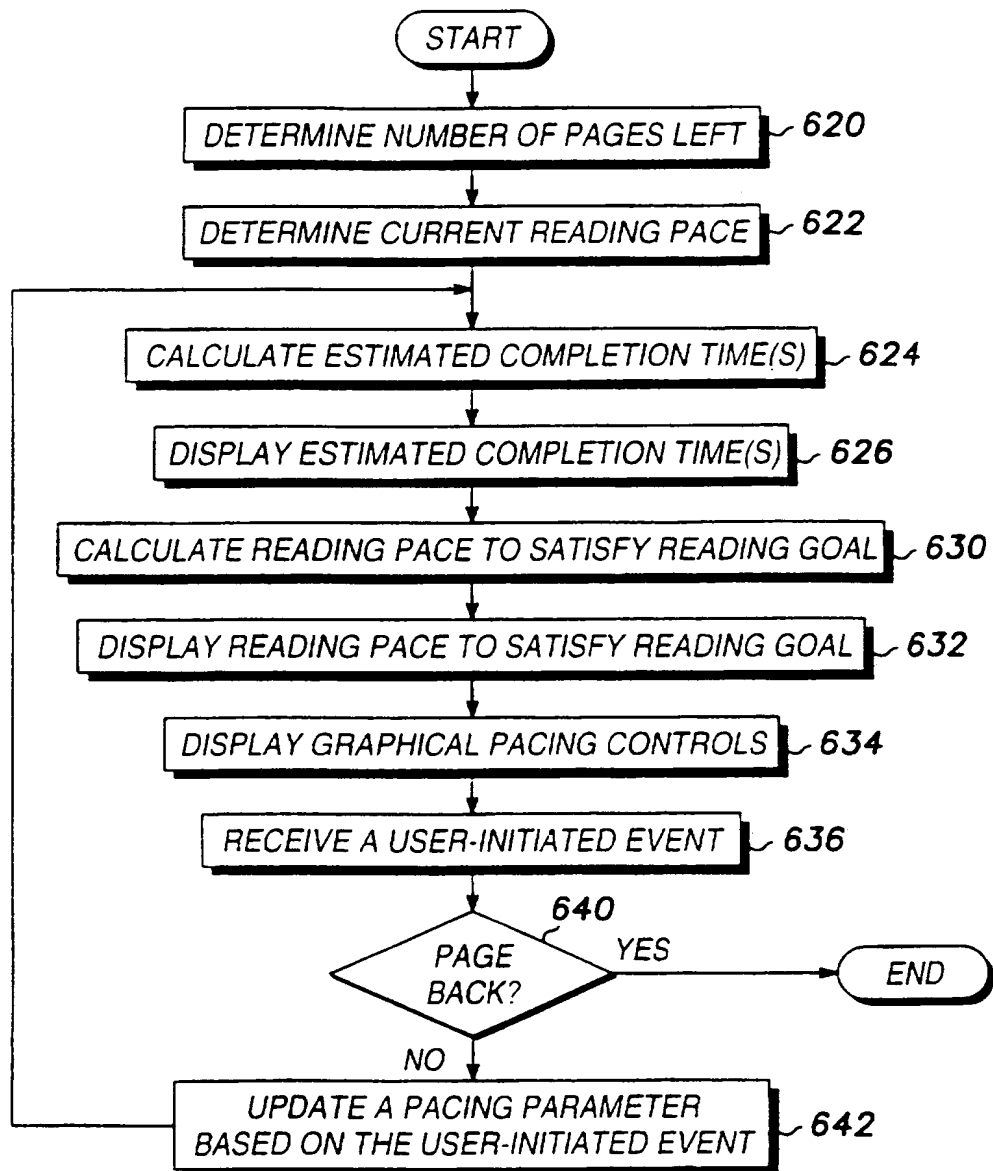 START
DETERMINE NUMBER OF PAGES LEFT 620
DETERMINE CURRENT READING PACE 622
CALCULATE ESTIMATED COMPLETION TIME(S) 624
DISPLAY ESTIMATED COMPLETION TIME(S) 626
CALCULATE READING PACE TO SATISFY READING GOAL 630
DISPLAY READING PACE TO SATISFY READING GOAL 632
DISPLAY GRAPHICAL PACING CONTROLS 634
RECEIVE A USER-INITIATED EVENT 636
640
PAGE
BACK?
YES
END
NO
UPDATE A PACING PARAMETER
BASED ON THE USER-INITIATED EVENT 642